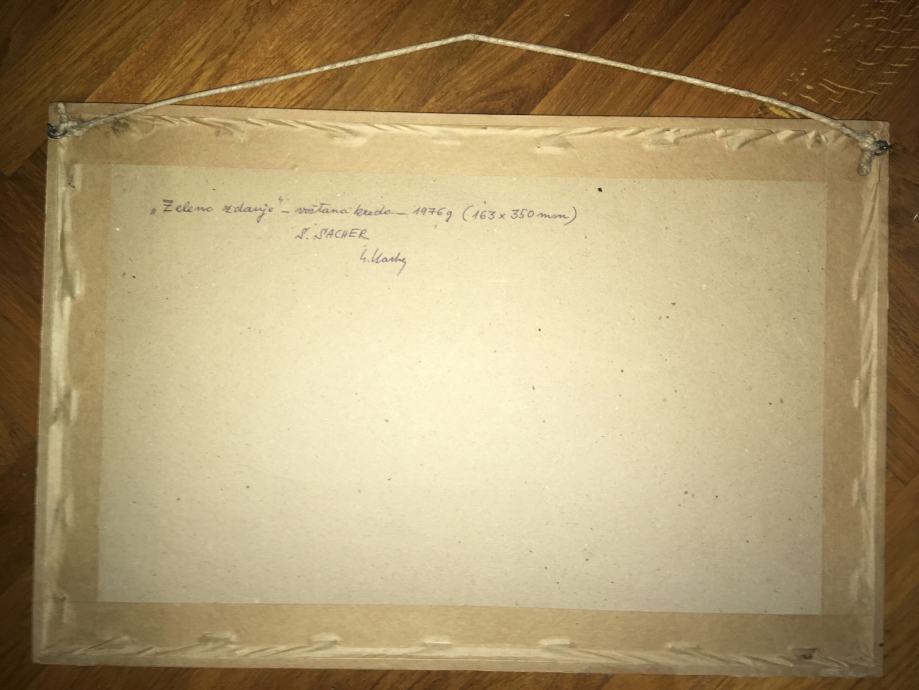 „Zeleno zdanje" – voštana kreda – 1976g (163 x 350 mm)
S. SACHER